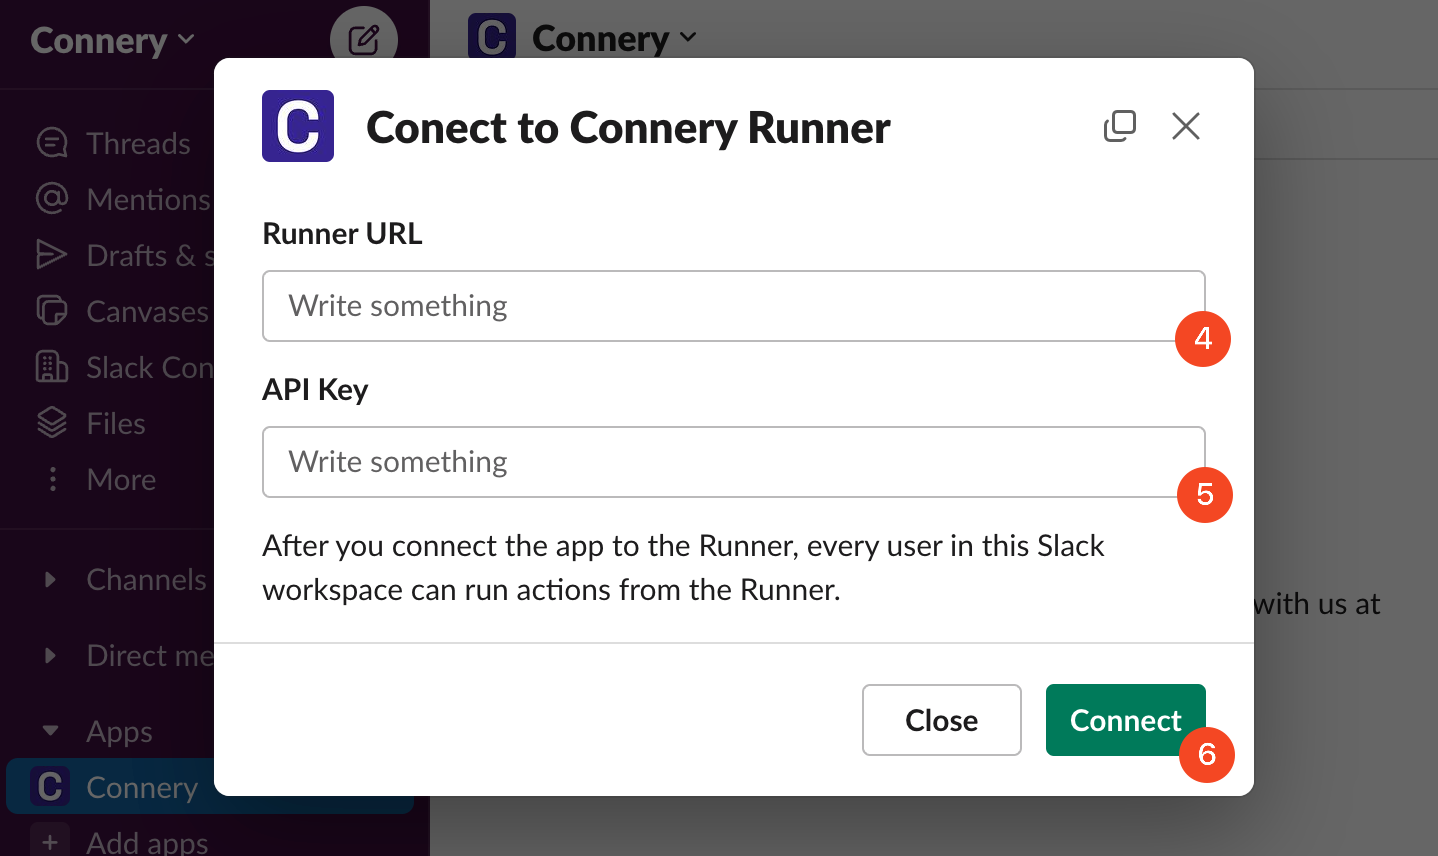 Connery
C Connery
Threads
Mentions
Drafts & s
Canvases
Slack Con
Files
More
Channels
Direct me
Apps
C Connery
+ Add apps
C Conect to Connery Runner
Runner URL
Write something
4
API Key
Write something
5
After you connect the app to the Runner, every user in this Slack
workspace can run actions from the Runner.
Close
Connect
6
with us at